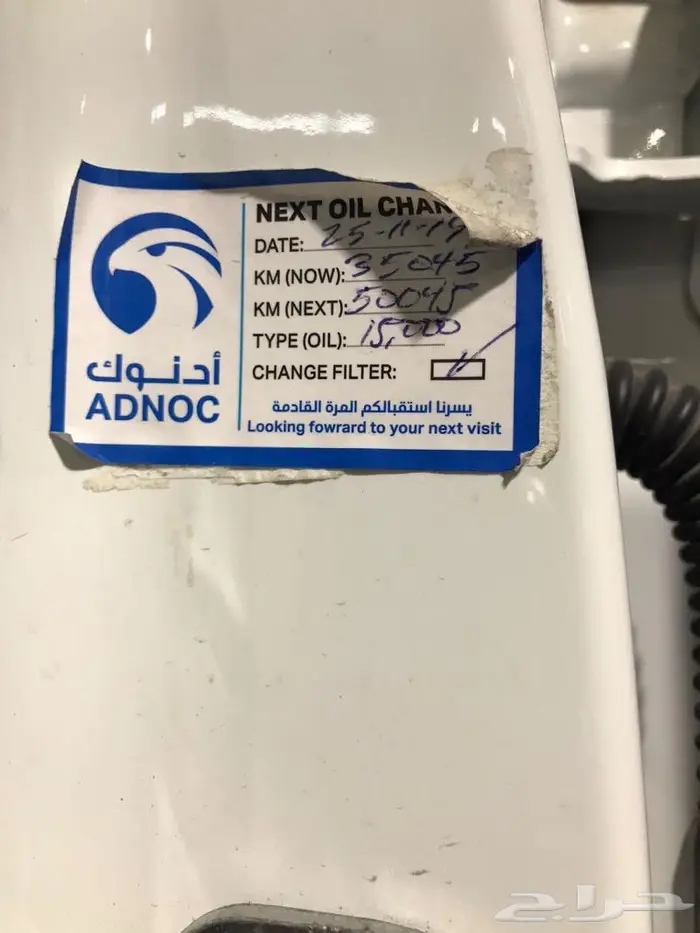 أدنوك
ADNOC
NEXT OIL CHAN
DATE: 25-11-19
KM (NOW): 35045
KM (NEXT): 50045
TYPE (OIL): 15,000
CHANGE FILTER:
يسرنا استقبالكم المرة القادمة
Looking fowrard to your next visit
حراج